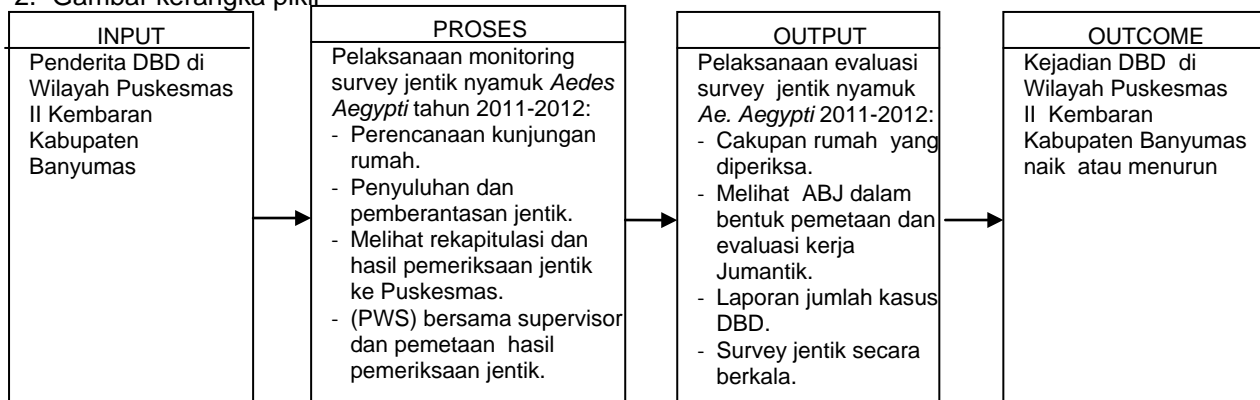 2. Gambar kerangka pikir
INPUT
Penderita DBD di
Wilayah Puskesmas
II Kembaran
Kabupaten
Banyumas
PROSES
Pelaksanaan monitoring
survey jentik nyamuk Aedes
Aegypti tahun 2011-2012:
- Perencanaan kunjungan
rumah.
- Penyuluhan dan
pemberantasan jentik.
- Melihat rekapitulasi dan
hasil pemeriksaan jentik
ke Puskesmas.
- (PWS) bersama supervisor
dan pemetaan hasil
pemeriksaan jentik.
OUTPUT
Pelaksanaan evaluasi
survey jentik nyamuk
Ae. Aegypti 2011-2012:
- Cakupan rumah yang
diperiksa.
- Melihat ABJ dalam
bentuk pemetaan dan
evaluasi kerja
Jumantik.
- Laporan jumlah kasus
DBD.
- Survey jentik secara
berkala.
OUTCOME
Kejadian DBD di
Wilayah Puskesmas
II Kembaran
Kabupaten Banyumas
naik atau menurun